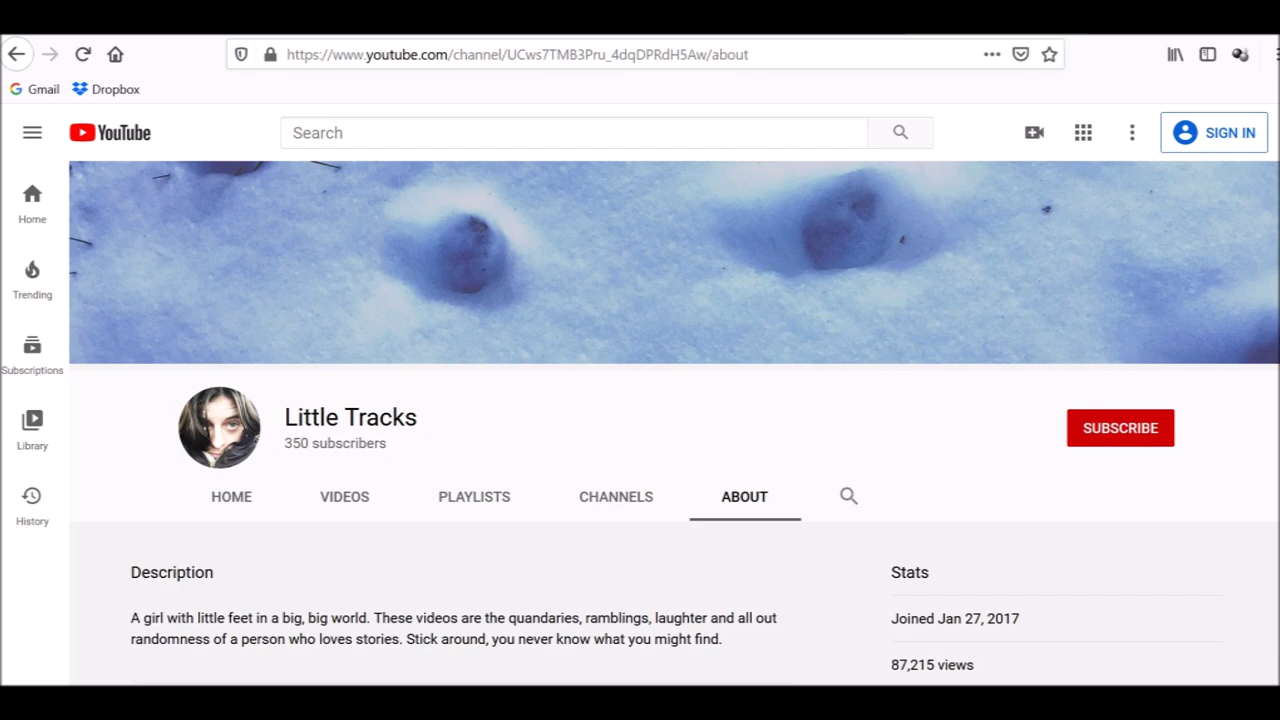 https://www.youtube.com/channel/UCws7TMB3Pru_4dqDPRdH5Aw/about
Gmail Dropbox
YouTube Search SIGN IN
Home
Trending
Subscriptions
Library
History
Little Tracks
350 subscribers
SUBSCRIBE
HOME VIDEOS PLAYLISTS CHANNELS ABOUT
Description
A girl with little feet in a big, big world. These videos are the quandaries, ramblings, laughter and all out
randomness of a person who loves stories. Stick around, you never know what you might find.
Stats
Joined Jan 27, 2017
87,215 views